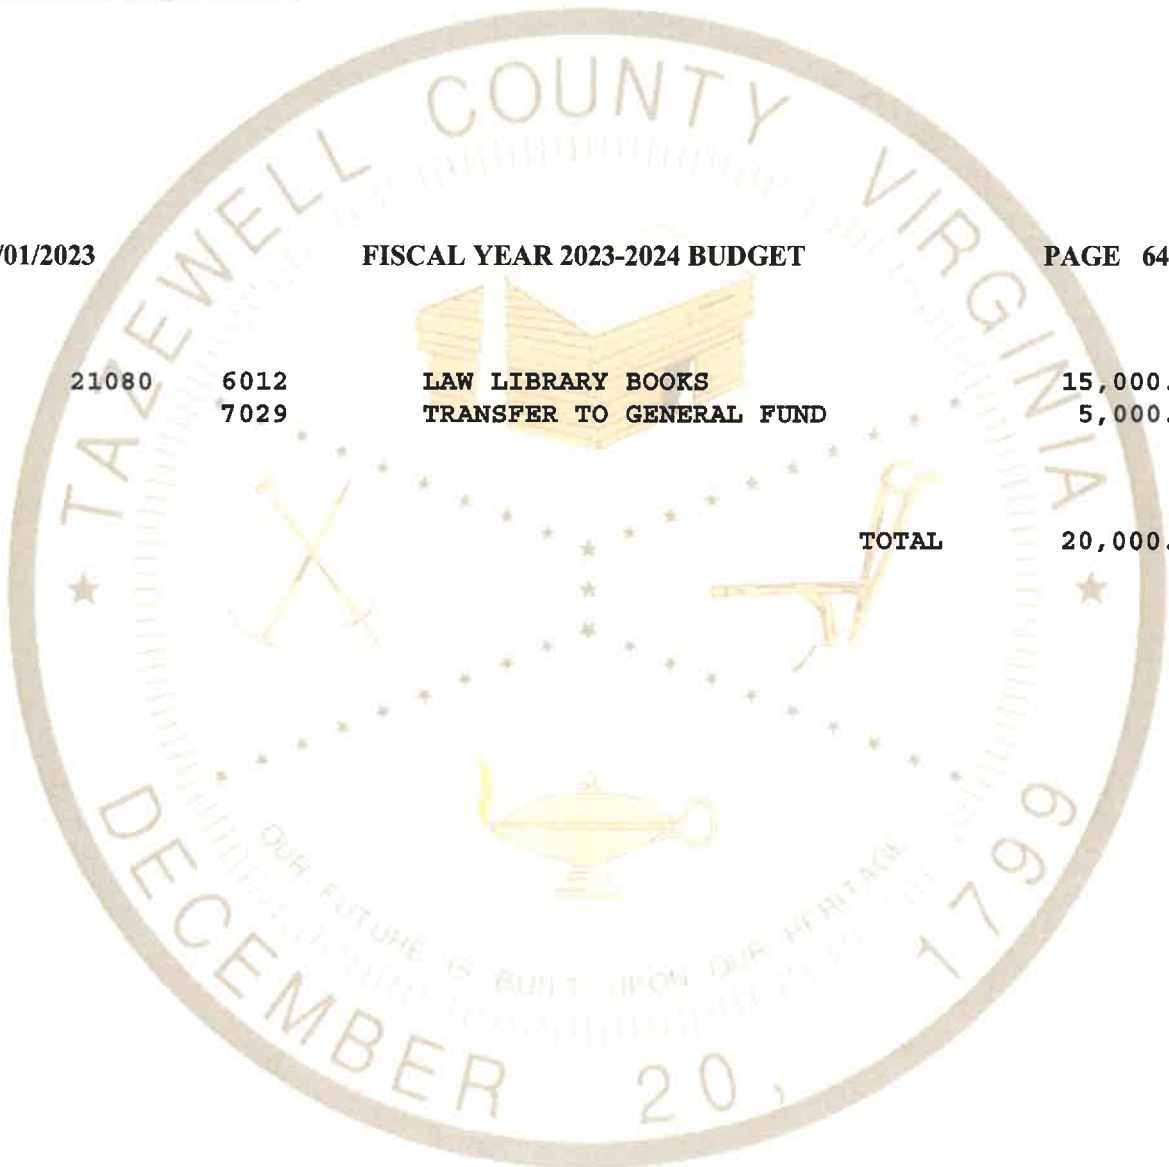 TAZEWELL COUNTY VIRGINIA
/01/2023 FISCAL YEAR 2023-2024 BUDGET PAGE 64
21080 6012 LAW LIBRARY BOOKS 15,000.
7029 TRANSFER TO GENERAL FUND 5,000.
TOTAL 20,000.
OUR FUTURE IS BUILT UPON OUR HERITAGE
DECEMBER 20, 1799